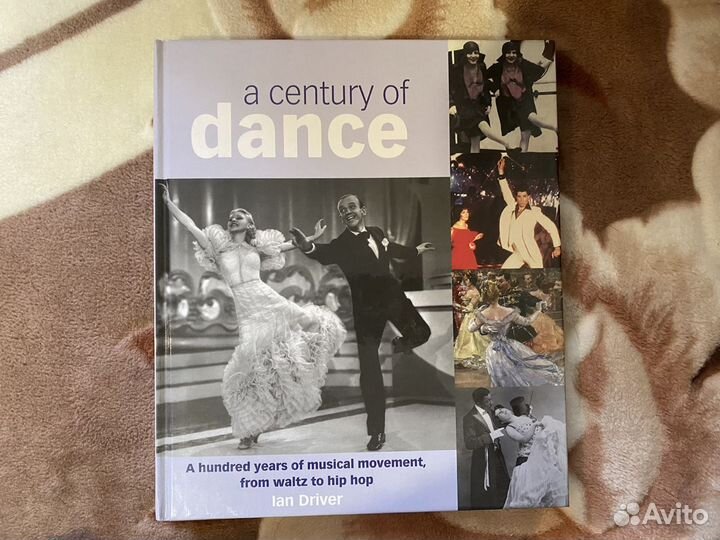 a century of
dance
A hundred years of musical movement,
from waltz to hip hop
Ian Driver
Avito